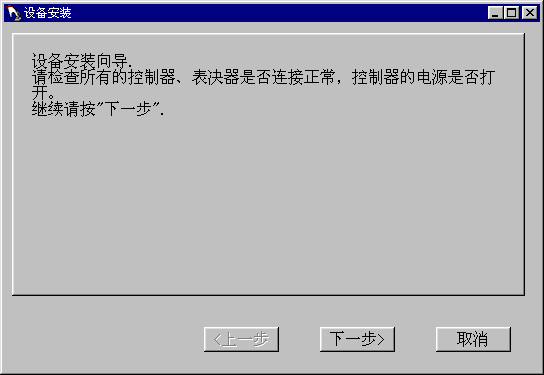 设备安装
设备安装向导.
请检查所有的控制器、表决器是否连接正常，控制器的电源是否打
开。
继续请按"下一步".
<上一步
下一步>
取消